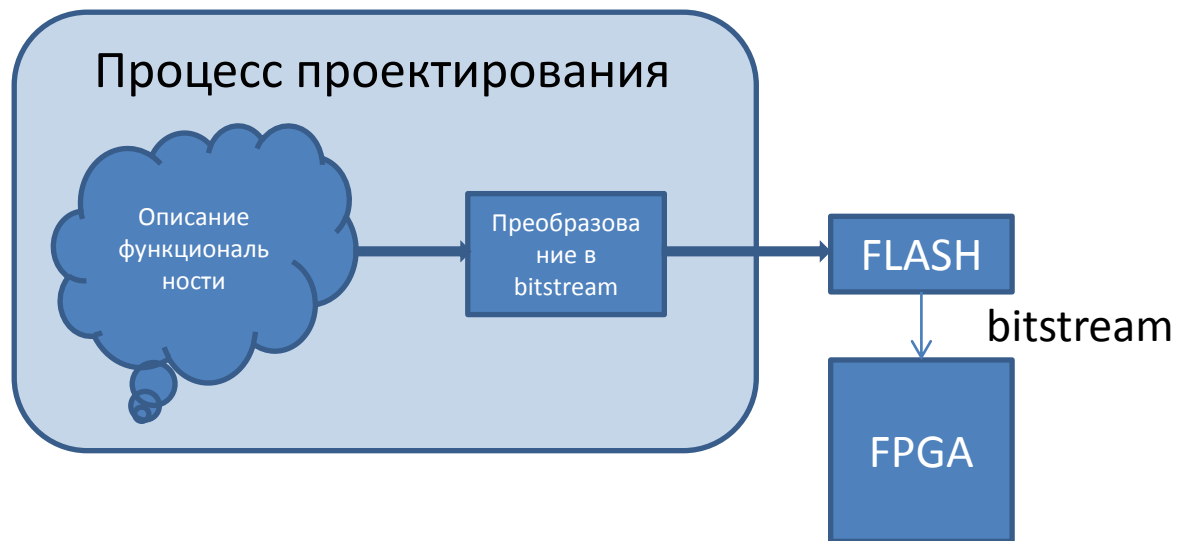 Процесс проектирования
Описание
функциональ
ности
Преобразова
ние в
bitstream
FLASH
bitstream
FPGA